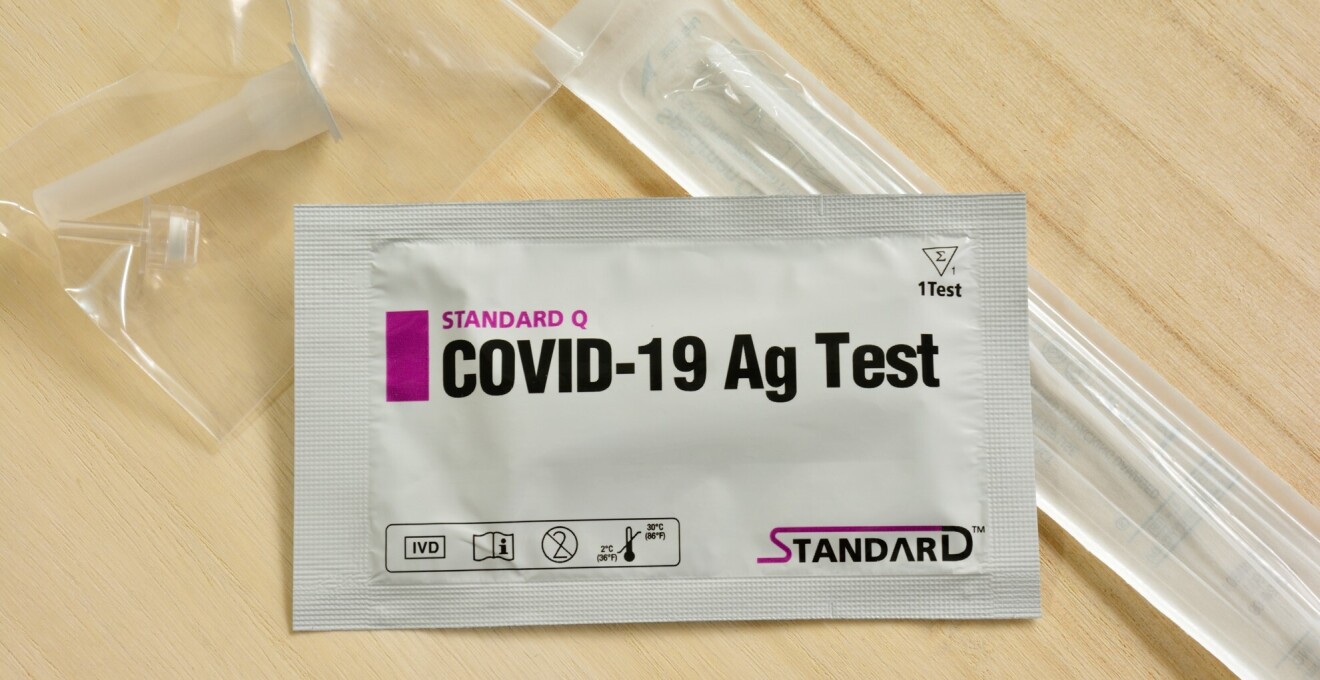 Σ
1
1Test
STANDARD Q
COVID-19 Ag Test
IVD
i
2
2°C
(36°F)
30°C
(86°F)
STANDARD™